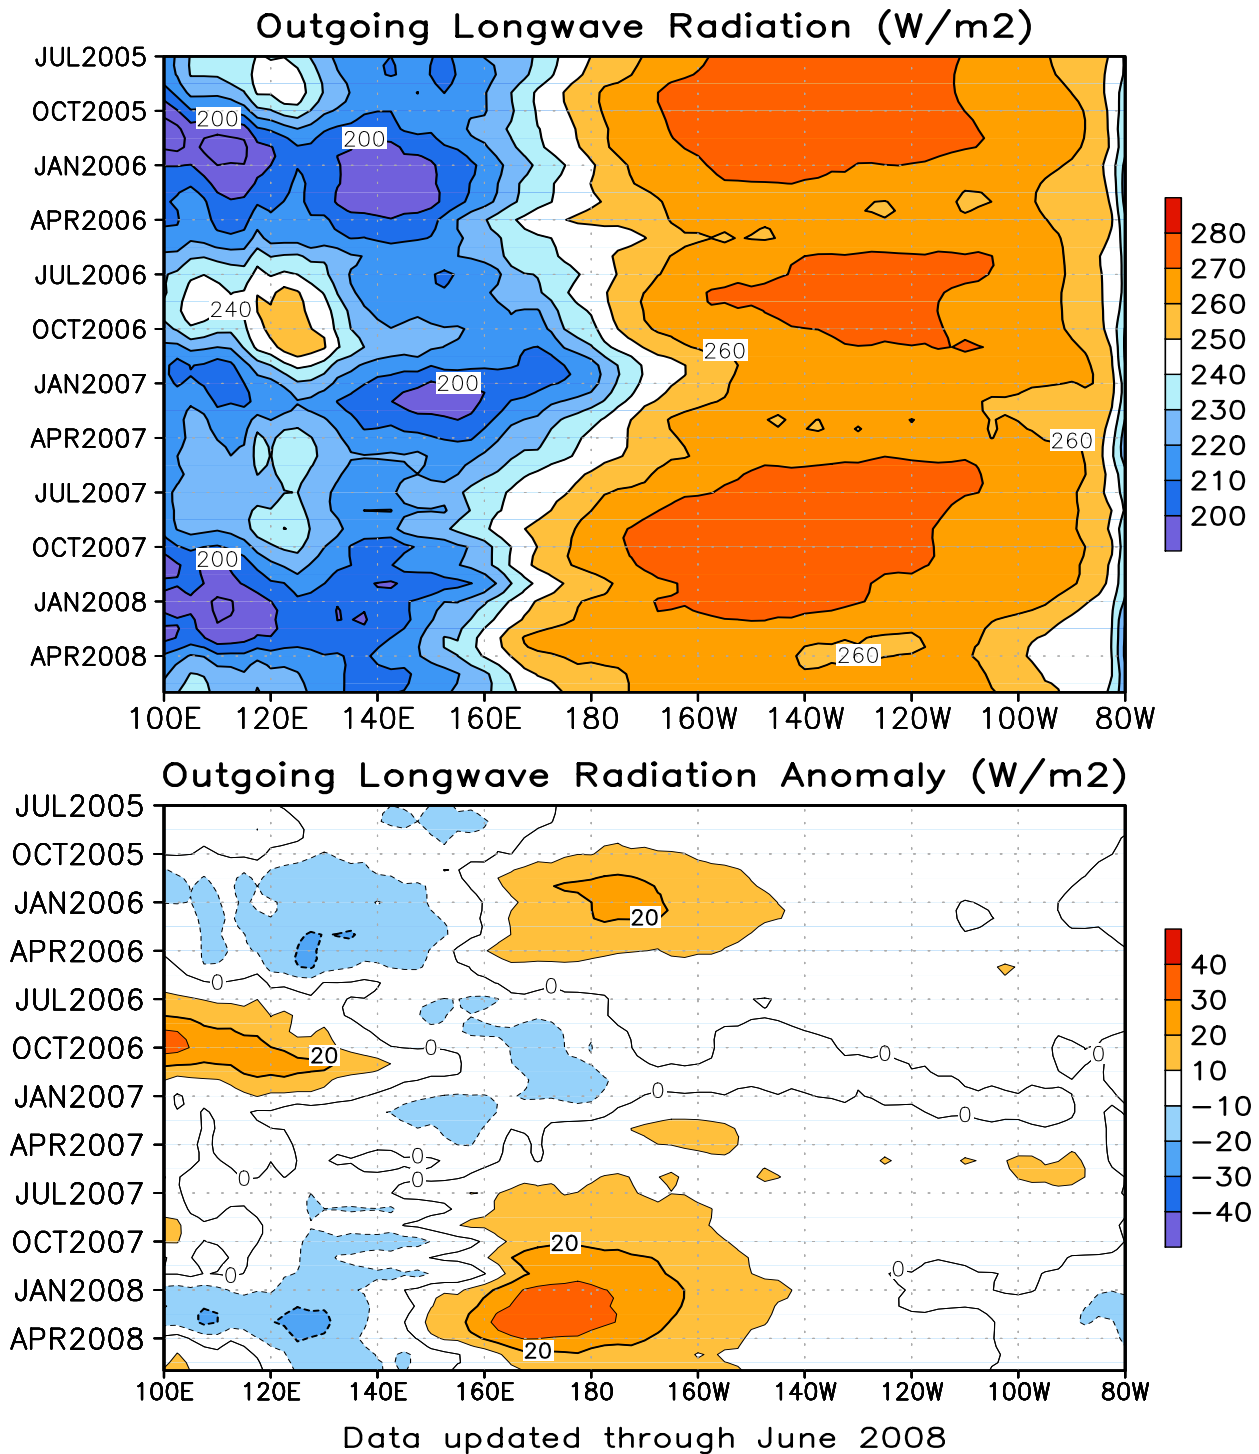 Outgoing Longwave Radiation (W/m2)
JUL2005
OCT2005
JAN2006
APR2006
JUL2006
OCT2006
JAN2007
APR2007
JUL2007
OCT2007
JAN2008
APR2008
200
200
240
260
200
260
200
260
100E 120E 140E 160E 180 160W 140W 120W 100W 80W
280
270
260
250
240
230
220
210
200
Outgoing Longwave Radiation Anomaly (W/m2)
JUL2005
OCT2005
JAN2006
APR2006
JUL2006
OCT2006
JAN2007
APR2007
JUL2007
OCT2007
JAN2008
APR2008
20
0
0
20
0
0
0
0
0
0
0
0
20
0
0
20
100E 120E 140E 160E 180 160W 140W 120W 100W 80W
40
30
20
10
-10
-20
-30
-40
Data updated through June 2008